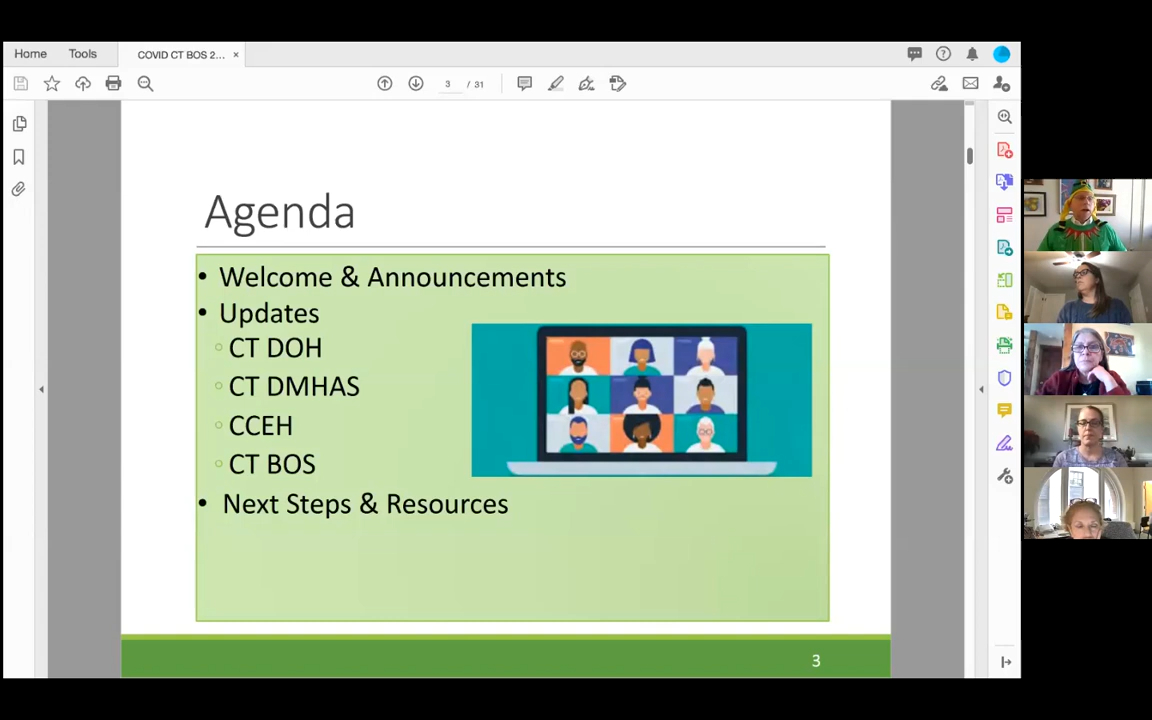 Home Tools COVID CT BOS 2... ×
3 / 31
Agenda
• Welcome & Announcements
• Updates
○ CT DOH
○ CT DMHAS
○ CCEH
○ CT BOS
• Next Steps & Resources
3